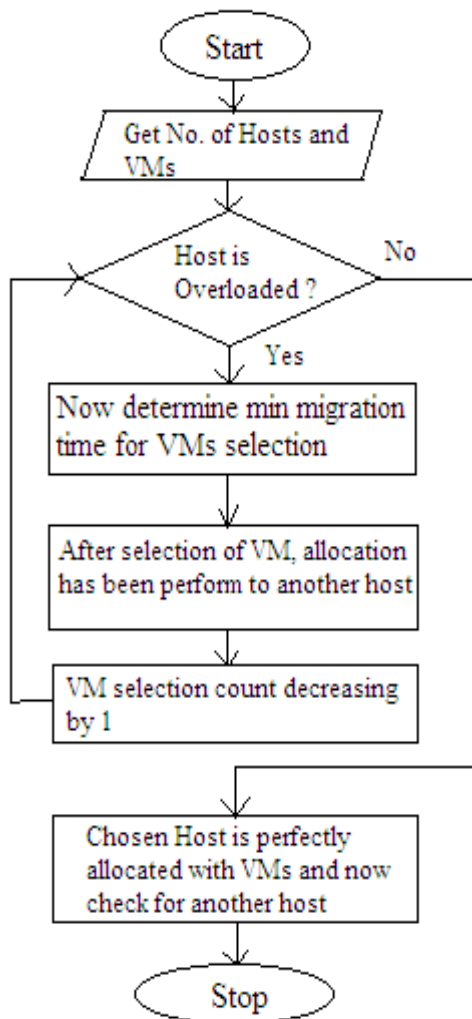 Start
Get No. of Hosts and
VMs
Host is
Overloaded ?
No
Yes
Now determine min migration
time for VMs selection
After selection of VM, allocation
has been perform to another host
VM selection count decreasing
by 1
Chosen Host is perfectly
allocated with VMs and now
check for another host
Stop